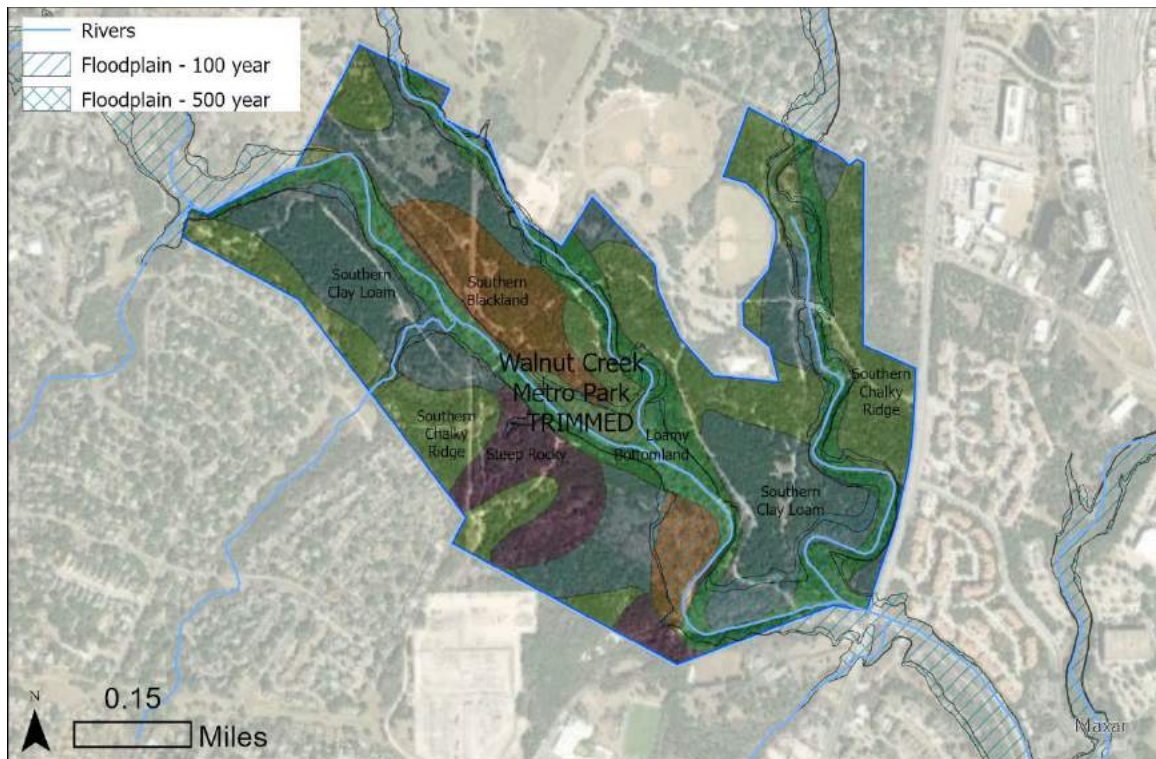 Rivers
Floodplain - 100 year
Floodplain - 500 year
Southern
Clay Loam
Southern
Blackland
Walnut Creek
Metro Park
TRIMMED
Southern
Chalky
Ridge
Southern
Chalky
Ridge
Steep Rocky
Loamy
Bottomland
Southern
Clay Loam
N
0.15
Miles
Maxar